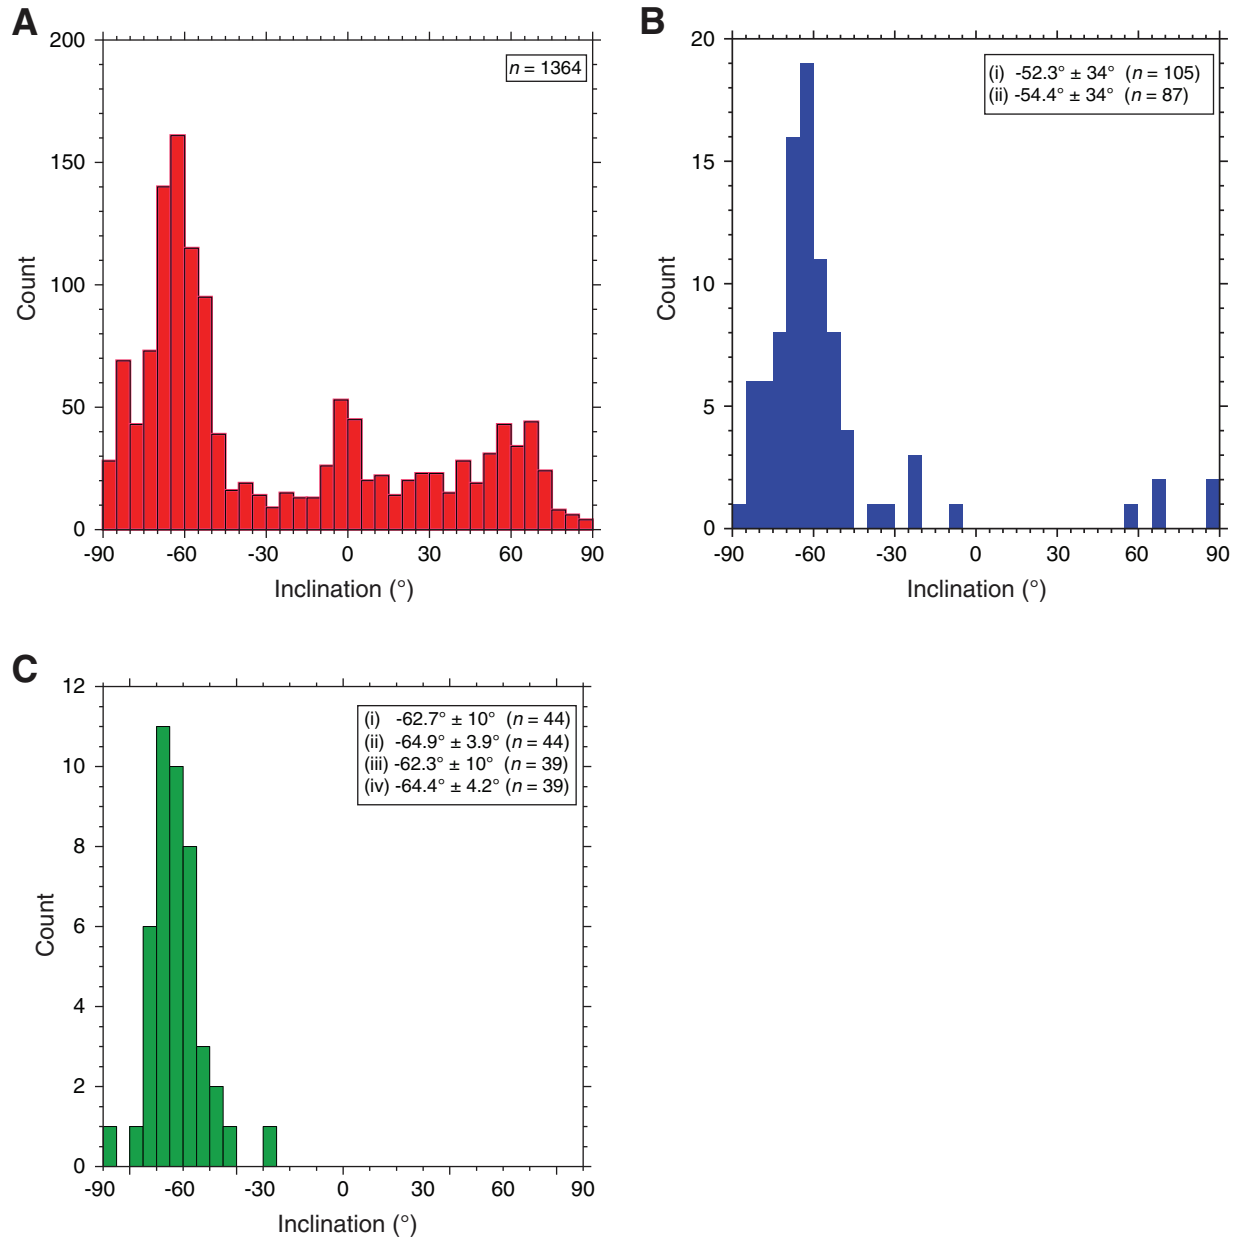 A
200
150
100
50
0
-90 -60 -30 0 30 60 90
Count
Inclination (°)
n = 1364
B
20
15
10
5
0
-90 -60 -30 0 30 60 90
Count
Inclination (°)
(i) -52.3° ± 34° (n = 105)
(ii) -54.4° ± 34° (n = 87)
C
12
10
8
6
4
2
0
-90 -60 -30 0 30 60 90
Count
Inclination (°)
(i) -62.7° ± 10° (n = 44)
(ii) -64.9° ± 3.9° (n = 44)
(iii) -62.3° ± 10° (n = 39)
(iv) -64.4° ± 4.2° (n = 39)